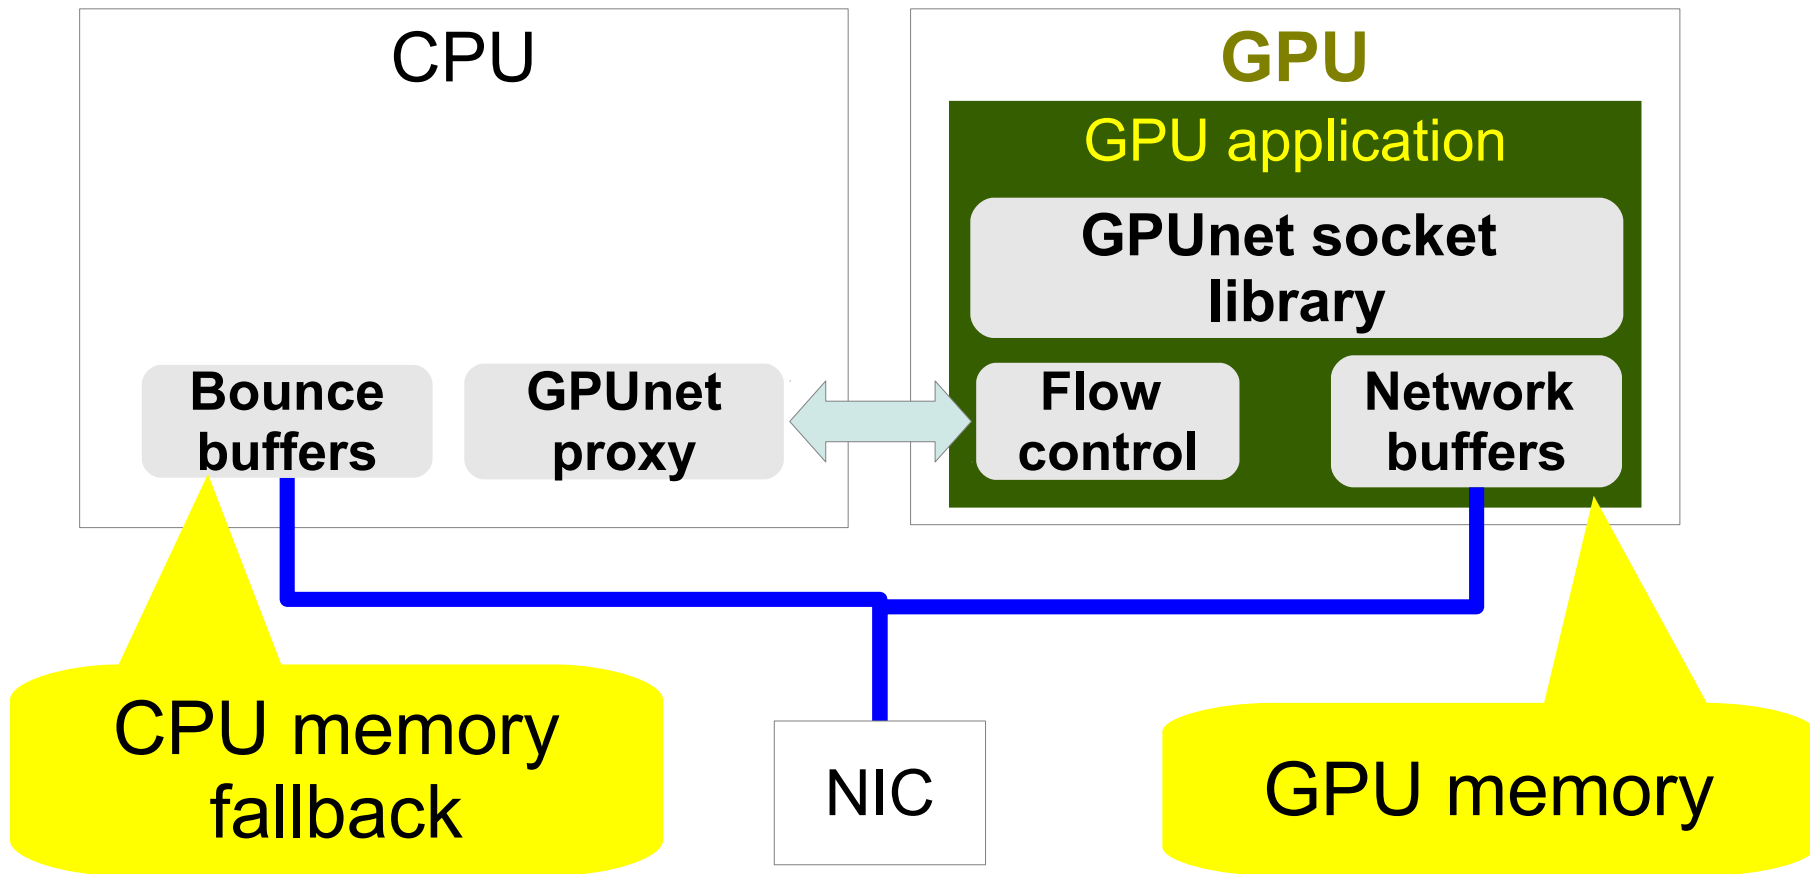 CPU
GPU
GPU application
GPUnet socket
library
Bounce
buffers
GPUnet
proxy
Flow
control
Network
buffers
CPU memory
fallback
NIC
GPU memory